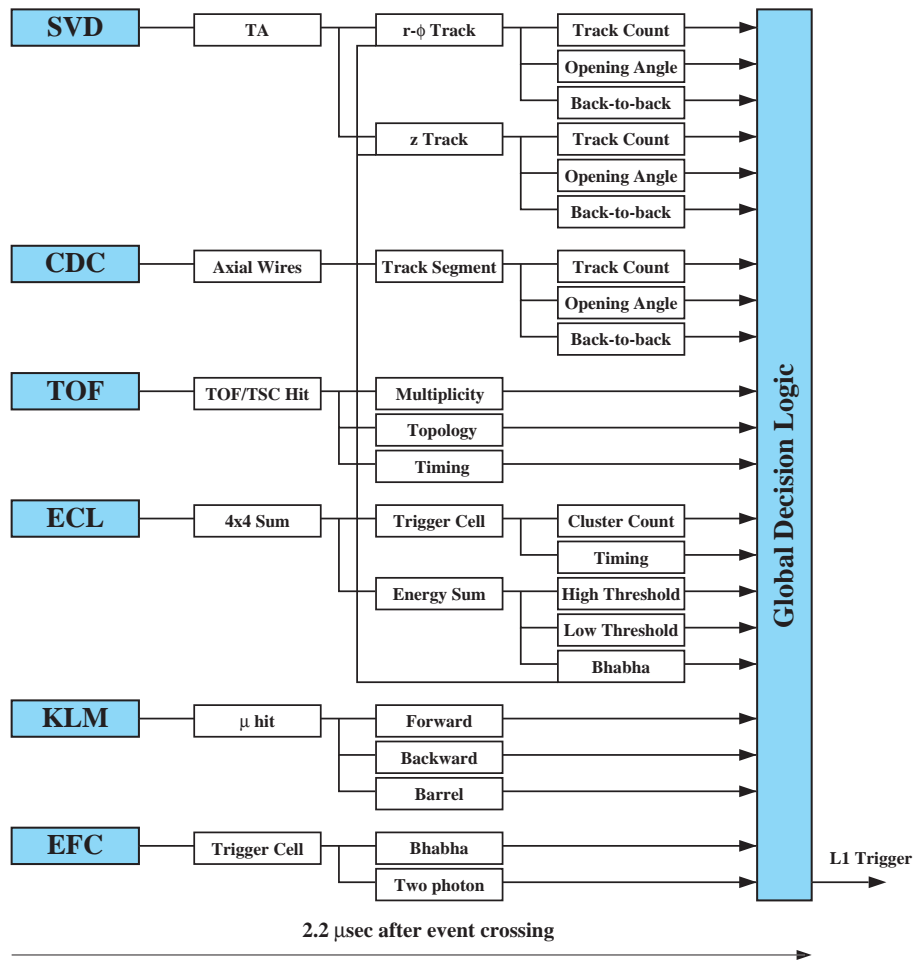 SVD
TA
r-ϕ Track
Track Count
Opening Angle
Back-to-back
z Track
Track Count
Opening Angle
Back-to-back
CDC
Axial Wires
Track Segment
Track Count
Opening Angle
Back-to-back
TOF
TOF/TSC Hit
Multiplicity
Topology
Timing
ECL
4x4 Sum
Trigger Cell
Cluster Count
Timing
Energy Sum
High Threshold
Low Threshold
Bhabha
KLM
μ hit
Forward
Backward
Barrel
EFC
Trigger Cell
Bhabha
Two photon
Global Decision Logic
L1 Trigger
2.2 μsec after event crossing